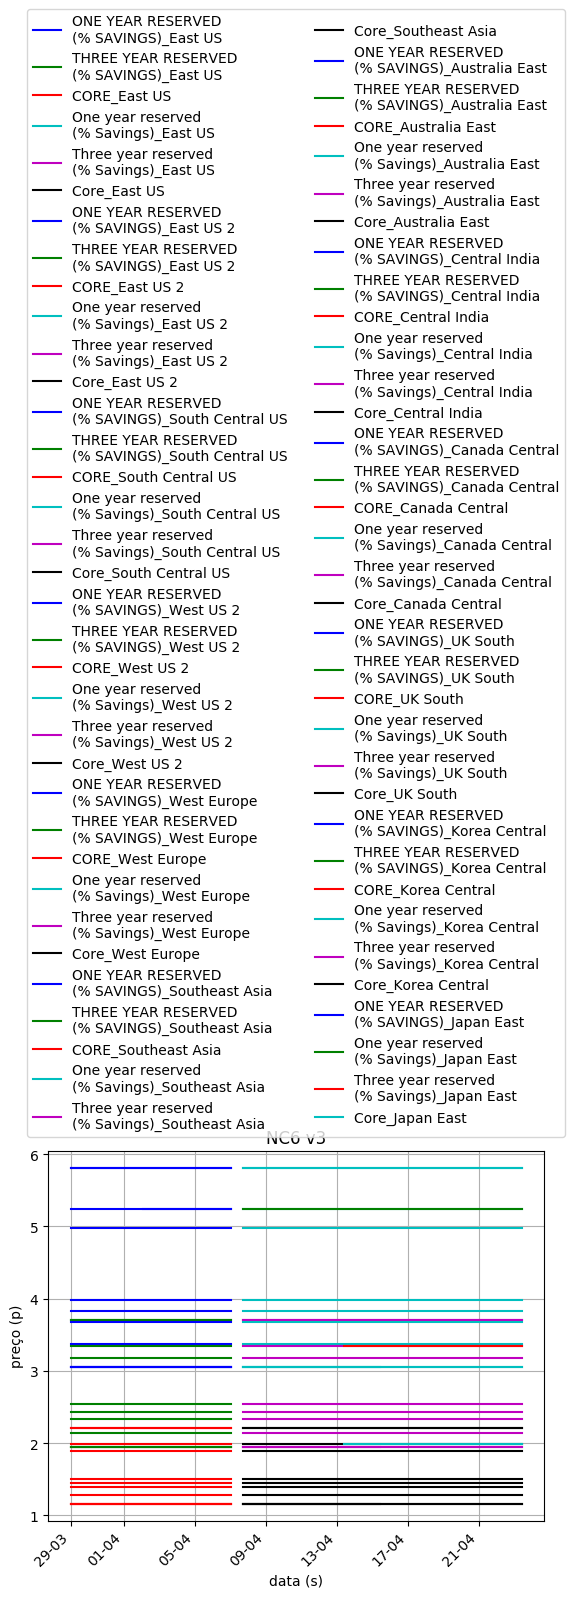 ONE YEAR RESERVED
(% SAVINGS)_East US
THREE YEAR RESERVED
(% SAVINGS)_East US
CORE_East US
One year reserved
(% Savings)_East US
Three year reserved
(% Savings)_East US
Core_East US
ONE YEAR RESERVED
(% SAVINGS)_East US 2
THREE YEAR RESERVED
(% SAVINGS)_East US 2
CORE_East US 2
One year reserved
(% Savings)_East US 2
Three year reserved
(% Savings)_East US 2
Core_East US 2
ONE YEAR RESERVED
(% SAVINGS)_South Central US
THREE YEAR RESERVED
(% SAVINGS)_South Central US
CORE_South Central US
One year reserved
(% Savings)_South Central US
Three year reserved
(% Savings)_South Central US
Core_South Central US
ONE YEAR RESERVED
(% SAVINGS)_West US 2
THREE YEAR RESERVED
(% SAVINGS)_West US 2
CORE_West US 2
One year reserved
(% Savings)_West US 2
Three year reserved
(% Savings)_West US 2
Core_West US 2
ONE YEAR RESERVED
(% SAVINGS)_West Europe
THREE YEAR RESERVED
(% SAVINGS)_West Europe
CORE_West Europe
One year reserved
(% Savings)_West Europe
Three year reserved
(% Savings)_West Europe
Core_West Europe
ONE YEAR RESERVED
(% SAVINGS)_Southeast Asia
THREE YEAR RESERVED
(% SAVINGS)_Southeast Asia
CORE_Southeast Asia
One year reserved
(% Savings)_Southeast Asia
Three year reserved
(% Savings)_Southeast Asia
Core_Southeast Asia
ONE YEAR RESERVED
(% SAVINGS)_Australia East
THREE YEAR RESERVED
(% SAVINGS)_Australia East
CORE_Australia East
One year reserved
(% Savings)_Australia East
Three year reserved
(% Savings)_Australia East
Core_Australia East
ONE YEAR RESERVED
(% SAVINGS)_Central India
THREE YEAR RESERVED
(% SAVINGS)_Central India
CORE_Central India
One year reserved
(% Savings)_Central India
Three year reserved
(% Savings)_Central India
Core_Central India
ONE YEAR RESERVED
(% SAVINGS)_Canada Central
THREE YEAR RESERVED
(% SAVINGS)_Canada Central
CORE_Canada Central
One year reserved
(% Savings)_Canada Central
Three year reserved
(% Savings)_Canada Central
Core_Canada Central
ONE YEAR RESERVED
(% SAVINGS)_UK South
THREE YEAR RESERVED
(% SAVINGS)_UK South
CORE_UK South
One year reserved
(% Savings)_UK South
Three year reserved
(% Savings)_UK South
Core_UK South
ONE YEAR RESERVED
(% SAVINGS)_Korea Central
THREE YEAR RESERVED
(% SAVINGS)_Korea Central
CORE_Korea Central
One year reserved
(% Savings)_Korea Central
Three year reserved
(% Savings)_Korea Central
Core_Korea Central
ONE YEAR RESERVED
(% SAVINGS)_Japan East
One year reserved
(% Savings)_Japan East
Three year reserved
(% Savings)_Japan East
Core_Japan East
NC6 v3
6
5
4
3
2
1
preço (p)
29-03
01-04
05-04
09-04
13-04
17-04
21-04
data (s)